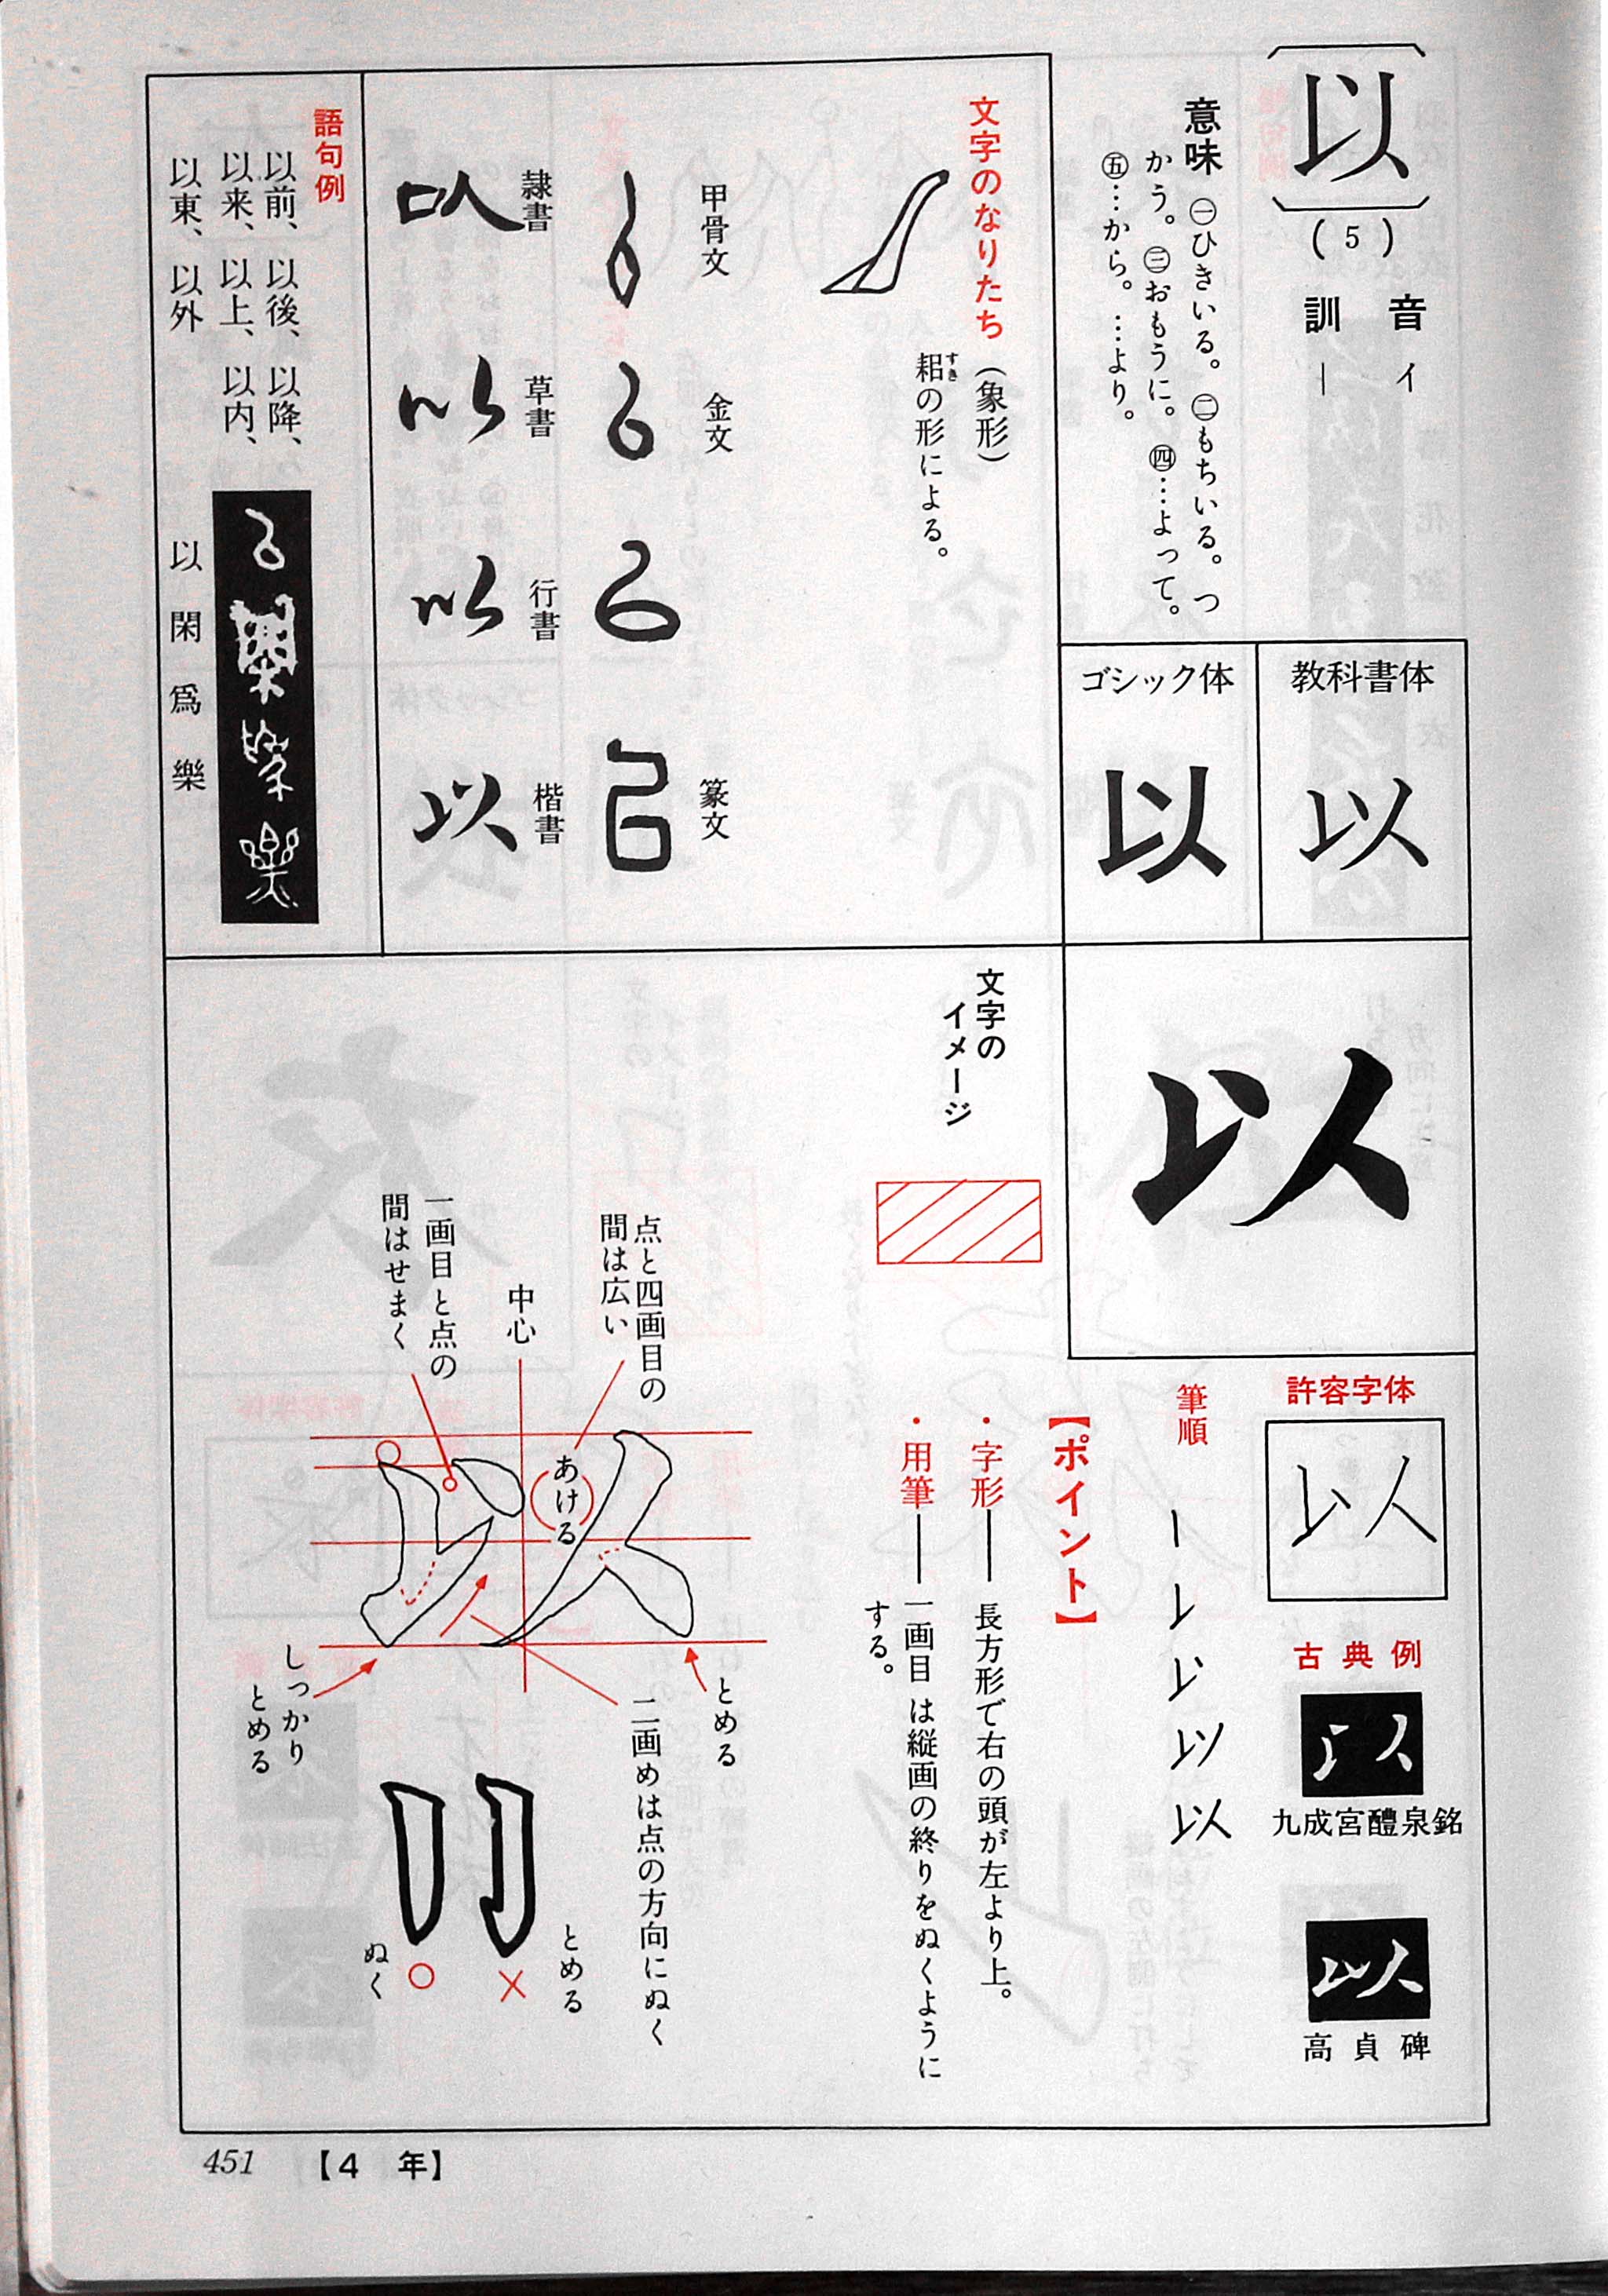 以
(5)
音 イ
訓 ｜
意味 ㊀ひきいる。㊁もちいる。つ
かう。㊂おもうに。㊃…よって。
㊄…から。…より。
教科書体
以
ゴシック体
以
文字のなりたち（象形）
耜の形による。
すき
甲骨文
金文
篆文
隷書
以
草書
以
行書
以
楷書
以
語句例
以前、以後、以降、
以来、以上、以内、
以東、以外
以閑爲樂
以
許容字体
以
古典例
以
九成宮醴泉銘
以
高貞碑
筆順
以
文字の
イメージ
【ポイント】
・字形──長方形で右の頭が左より上。
・用筆──一画目は縦画の終りをぬくように
する。
点と四画目の
間は広い
中心
一画目と点の
間はせまく
あける
とめる
二画めは点の方向にぬく
しっかり
とめる
とめる
×
ぬく
○
451 【4 年】